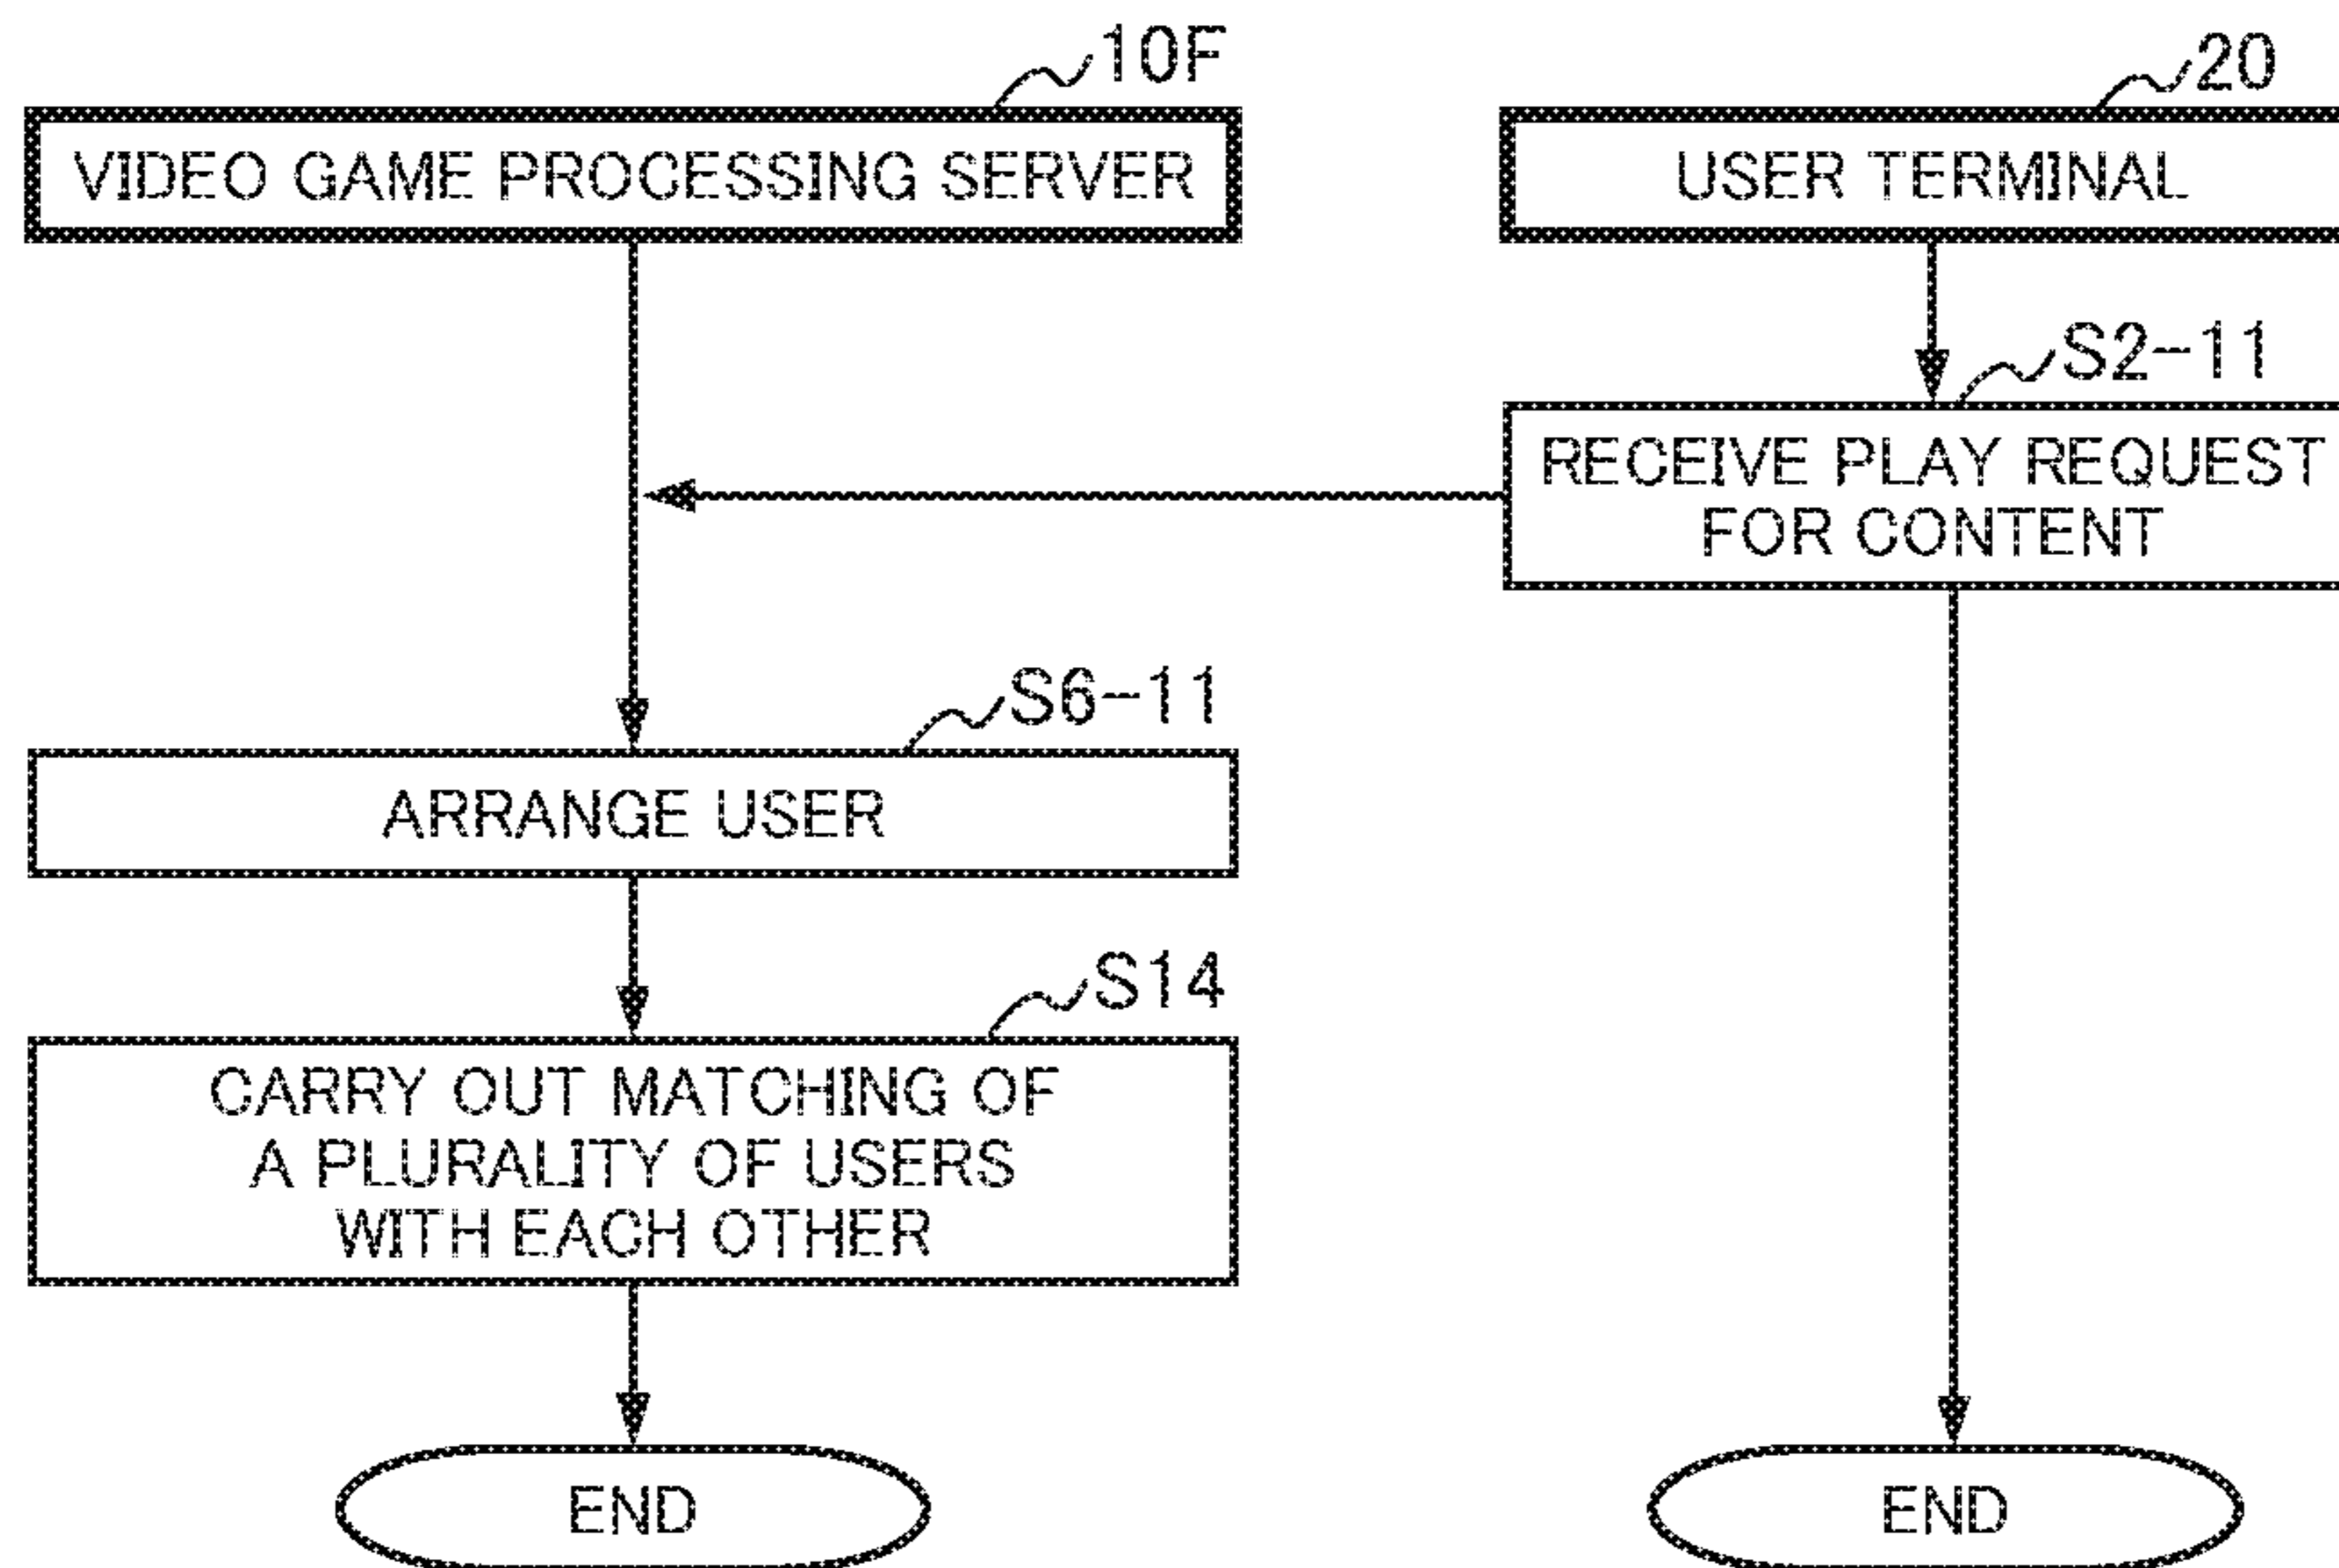 10F
20
VIDEO GAME PROCESSING SERVER
USER TERMINAL
S2-11
RECEIVE PLAY REQUEST
FOR CONTENT
S6-11
ARRANGE USER
S14
CARRY OUT MATCHING OF
A PLURALITY OF USERS
WITH EACH OTHER
END
END